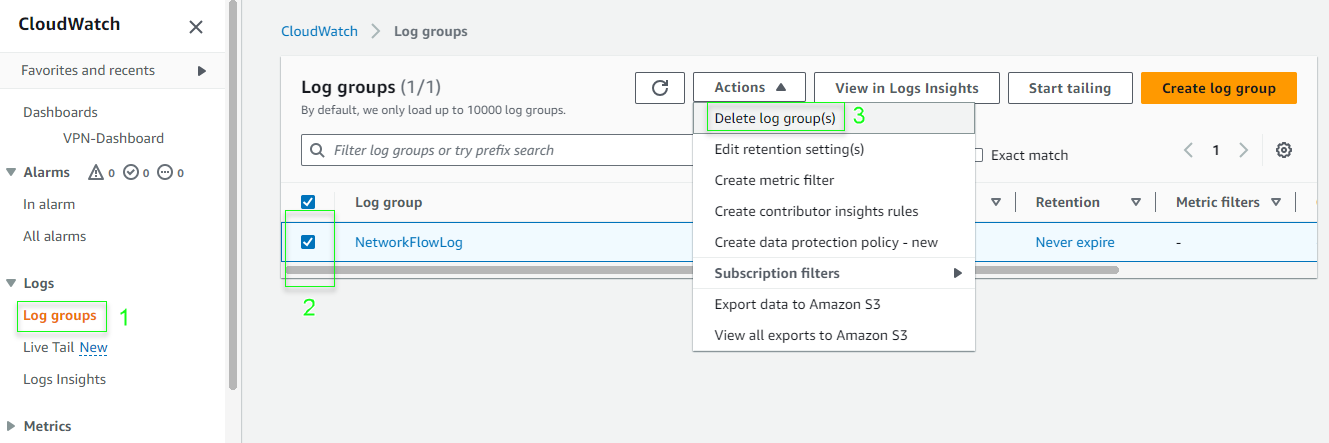 CloudWatch
Favorites and recents
Dashboards
VPN-Dashboard
Alarms 0 0 0
In alarm
All alarms
Logs
Log groups 1
Live Tail New
Logs Insights
Metrics
CloudWatch Log groups
Log groups (1/1)
By default, we only load up to 10000 log groups.
Actions View in Logs Insights Start tailing Create log group
Filter log groups or try prefix search
Exact match 1
Log group Retention Metric filters
NetworkFlowLog Never expire -
2
Delete log group(s) 3
Edit retention setting(s)
Create metric filter
Create contributor insights rules
Create data protection policy - new
Subscription filters
Export data to Amazon S3
View all exports to Amazon S3